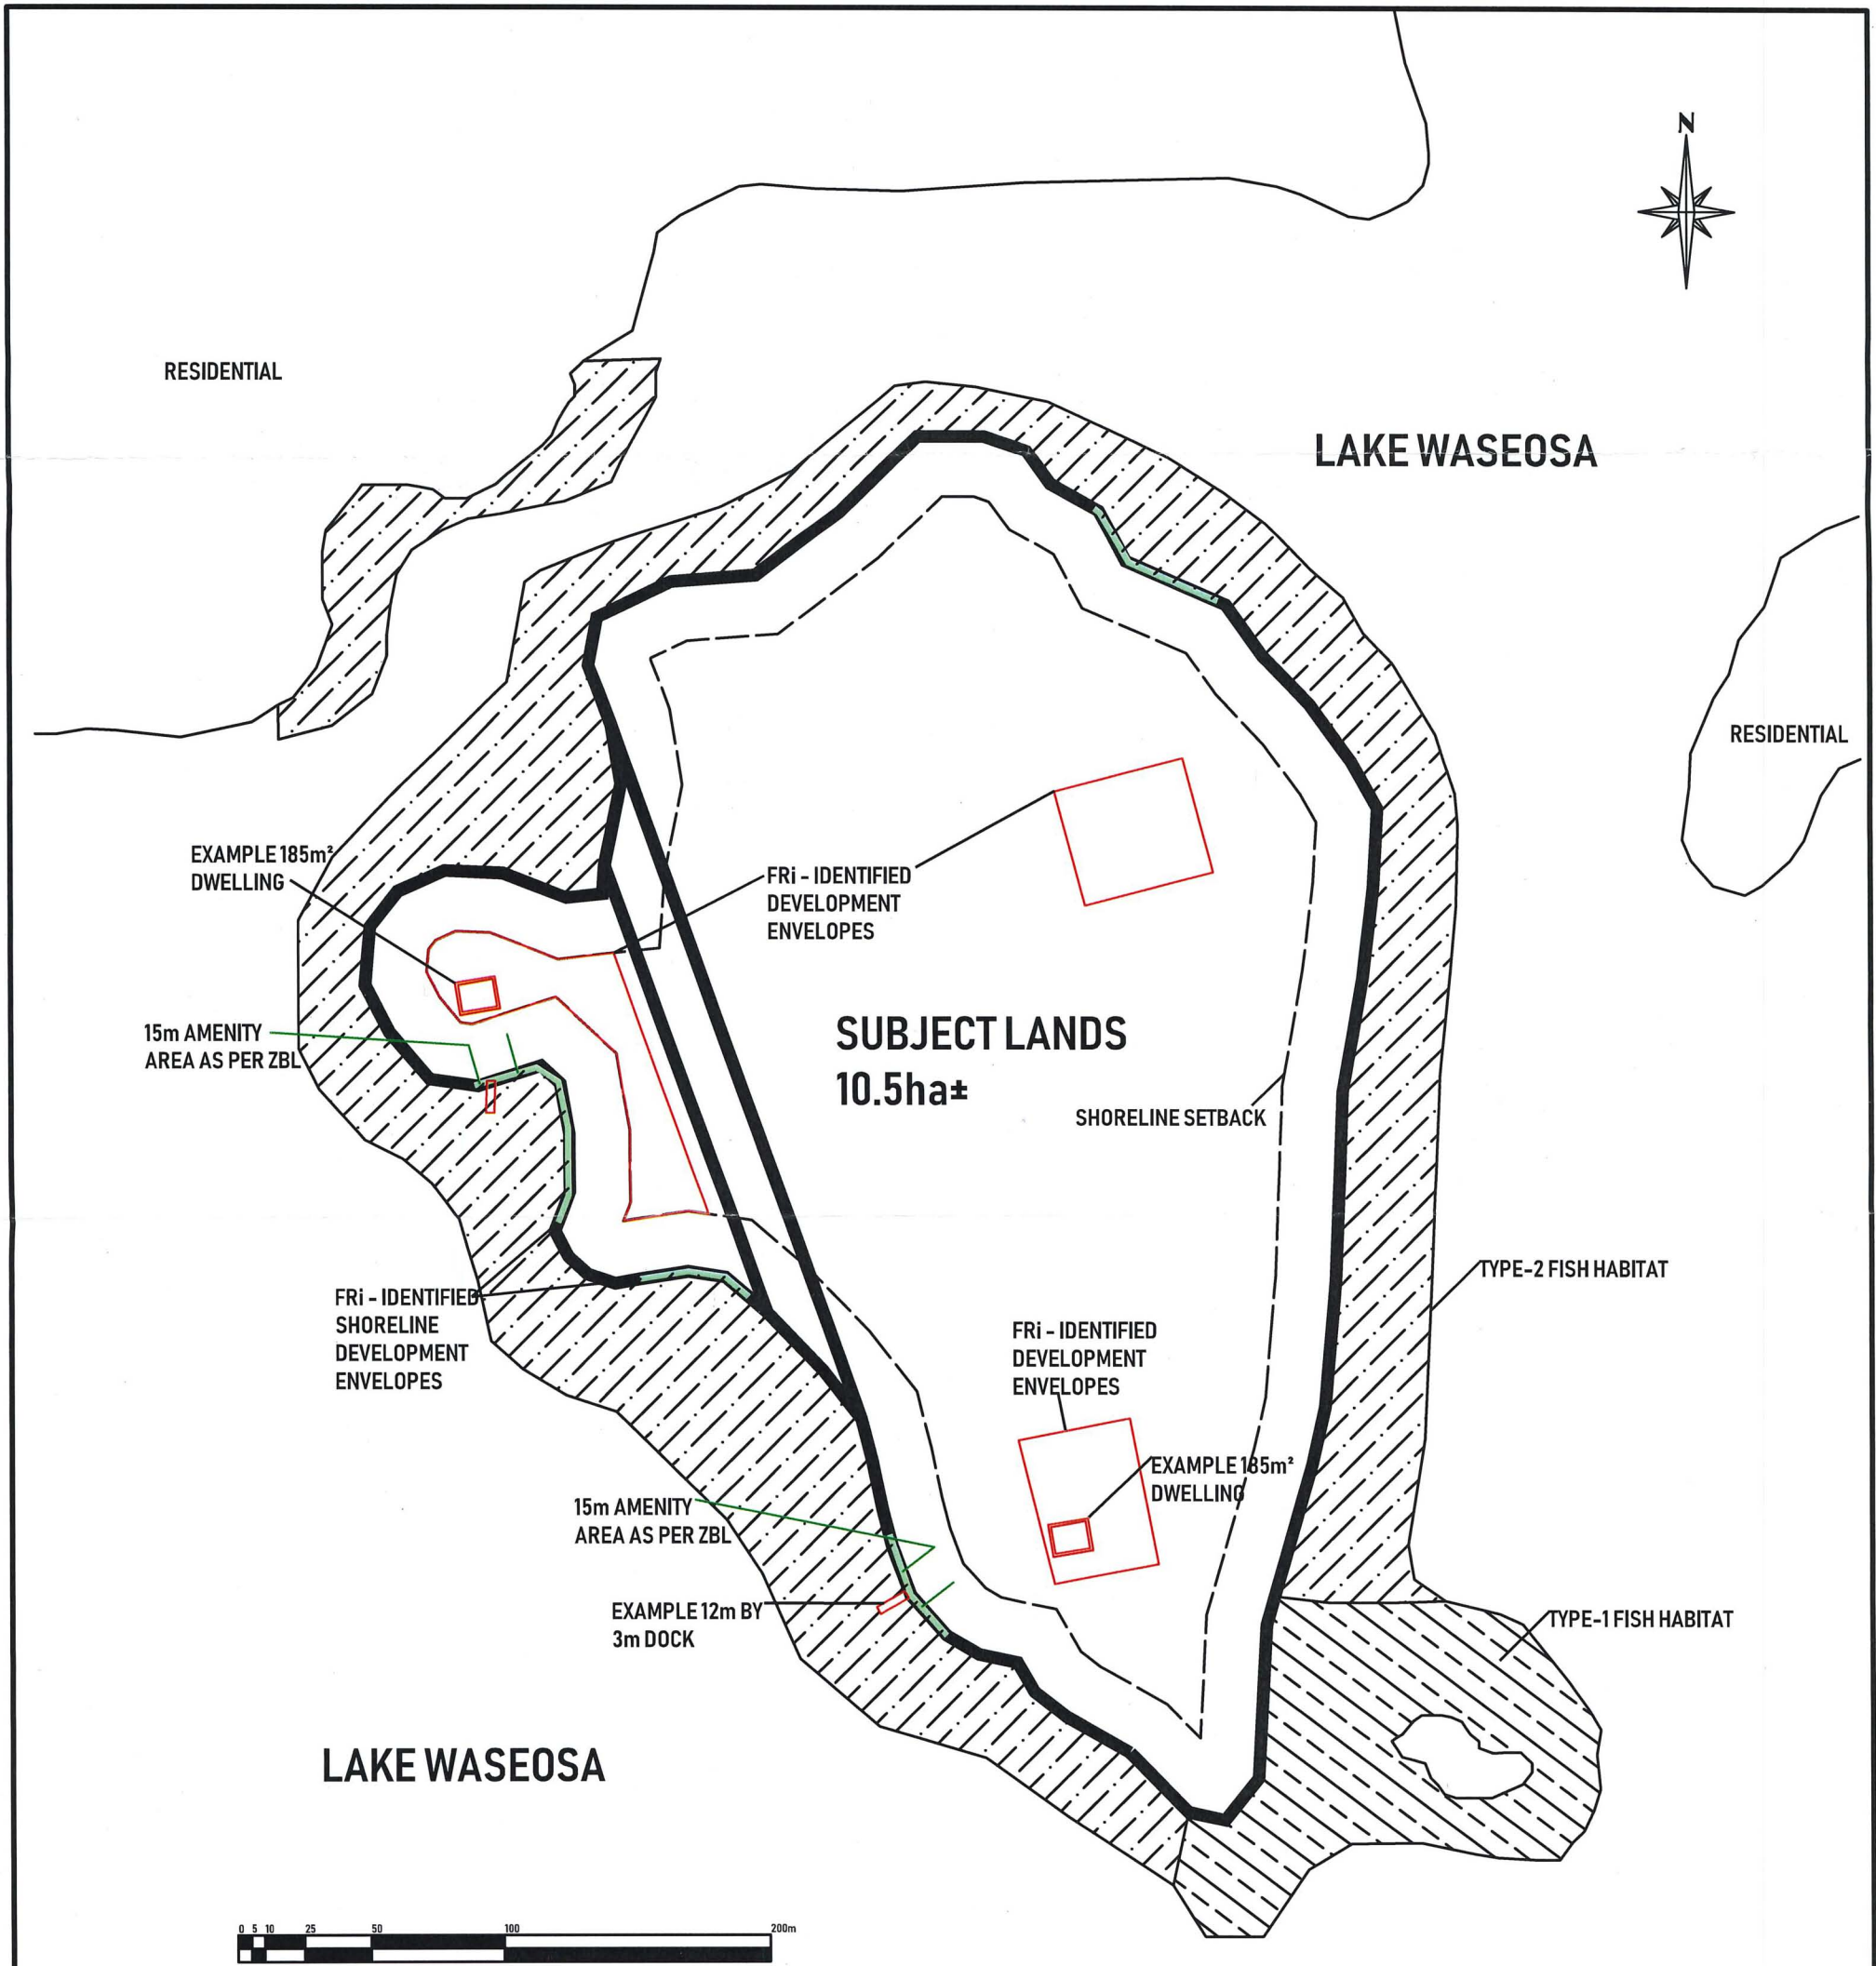 N
RESIDENTIAL
LAKE WASEOSA
RESIDENTIAL
EXAMPLE 185m²
DWELLING
FRi - IDENTIFIED
DEVELOPMENT
ENVELOPES
15m AMENITY
AREA AS PER ZBL
SUBJECT LANDS
10.5ha±
SHORELINE SETBACK
TYPE-2 FISH HABITAT
FRi - IDENTIFIED
SHORELINE
DEVELOPMENT
ENVELOPES
FRi - IDENTIFIED
DEVELOPMENT
ENVELOPES
EXAMPLE 185m²
DWELLING
15m AMENITY
AREA AS PER ZBL
EXAMPLE 12m BY
3m DOCK
TYPE-1 FISH HABITAT
LAKE WASEOSA
0 5 10 25 50 100 200m